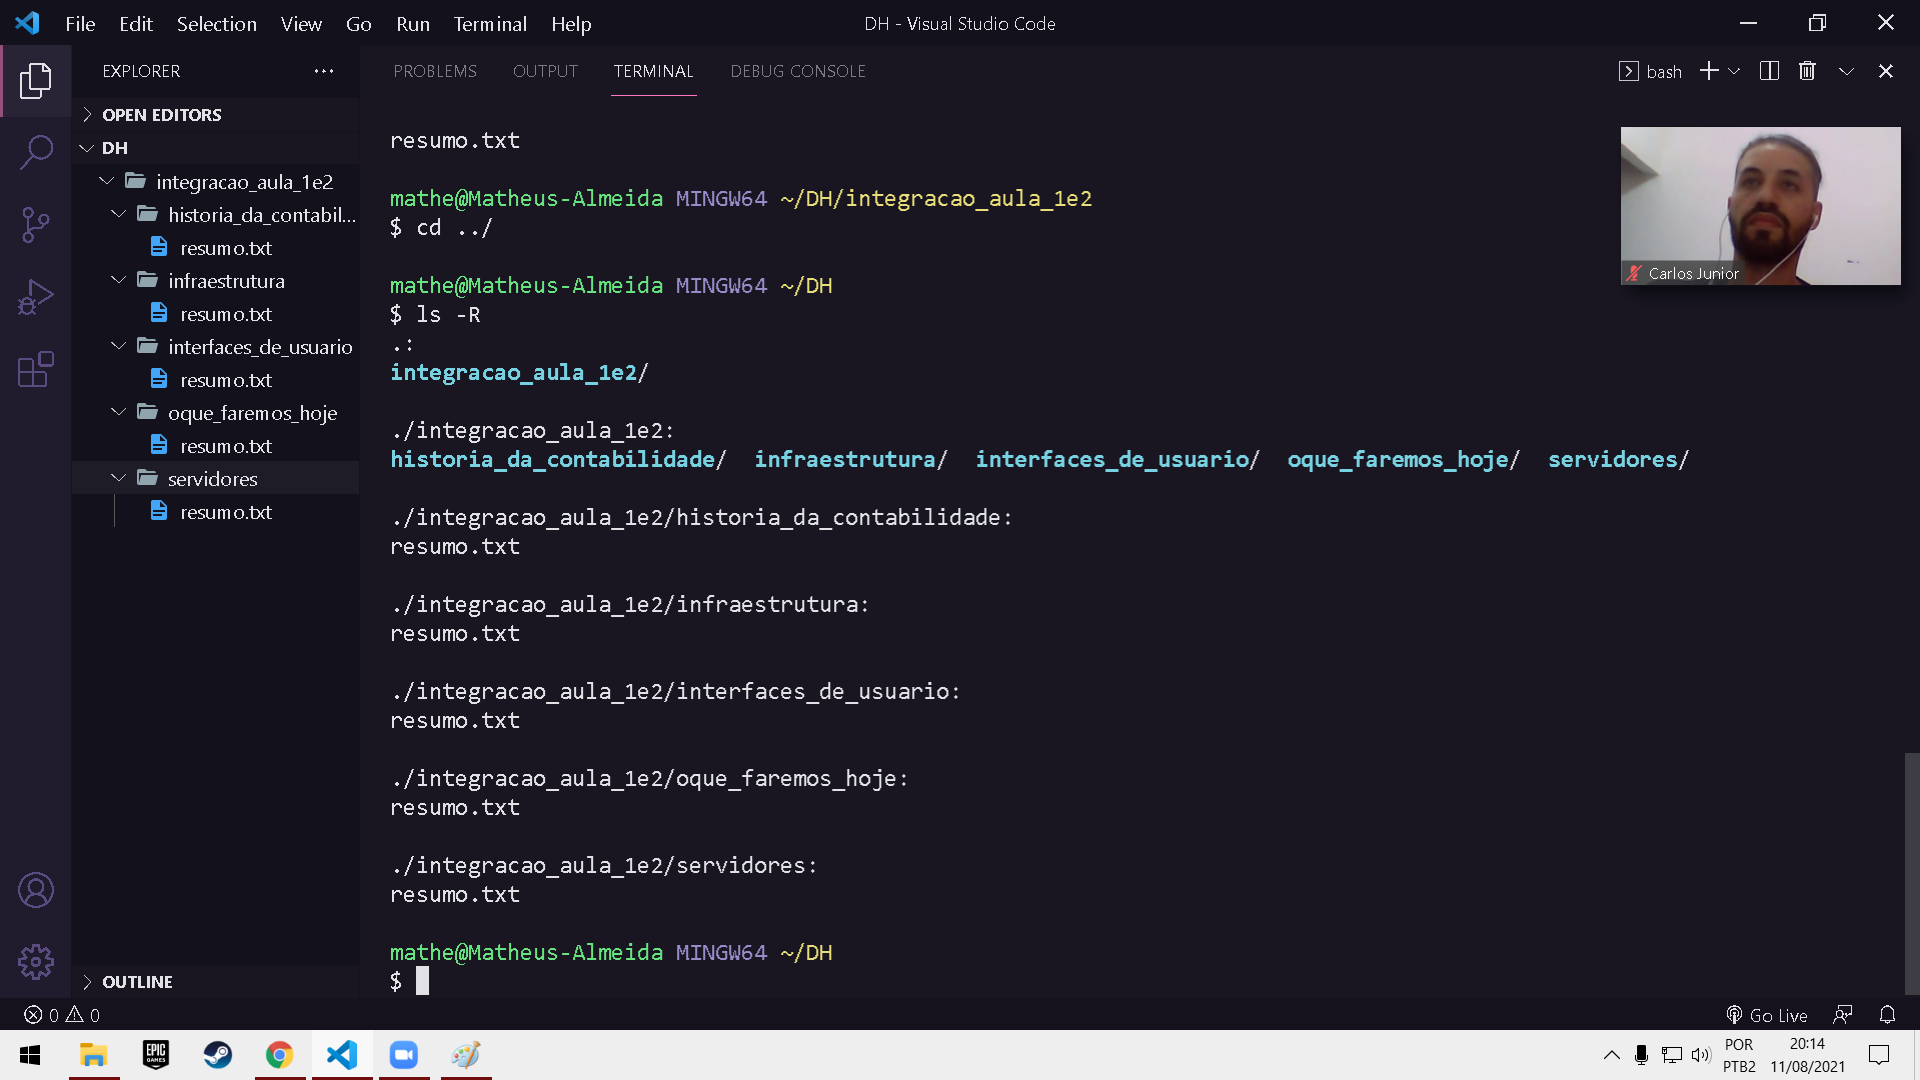 File Edit Selection View Go Run Terminal Help
DH - Visual Studio Code
EXPLORER
OPEN EDITORS
DH
integracao_aula_1e2
historia_da_contabil...
resumo.txt
infraestrutura
resumo.txt
interfaces_de_usuario
resumo.txt
oque_faremos_hoje
resumo.txt
servidores
resumo.txt
OUTLINE
PROBLEMS OUTPUT TERMINAL DEBUG CONSOLE
bash
resumo.txt
mathe@Matheus-Almeida MINGW64 ~/DH/integracao_aula_1e2
$ cd ../
mathe@Matheus-Almeida MINGW64 ~/DH
$ ls -R
.:
integracao_aula_1e2/
./integracao_aula_1e2:
historia_da_contabilidade/ infraestrutura/ interfaces_de_usuario/ oque_faremos_hoje/ servidores/
./integracao_aula_1e2/historia_da_contabilidade:
resumo.txt
./integracao_aula_1e2/infraestrutura:
resumo.txt
./integracao_aula_1e2/interfaces_de_usuario:
resumo.txt
./integracao_aula_1e2/oque_faremos_hoje:
resumo.txt
./integracao_aula_1e2/servidores:
resumo.txt
mathe@Matheus-Almeida MINGW64 ~/DH
$
Carlos Junior
0 0
Go Live
EPIC GAMES
POR
PTB2
20:14
11/08/2021